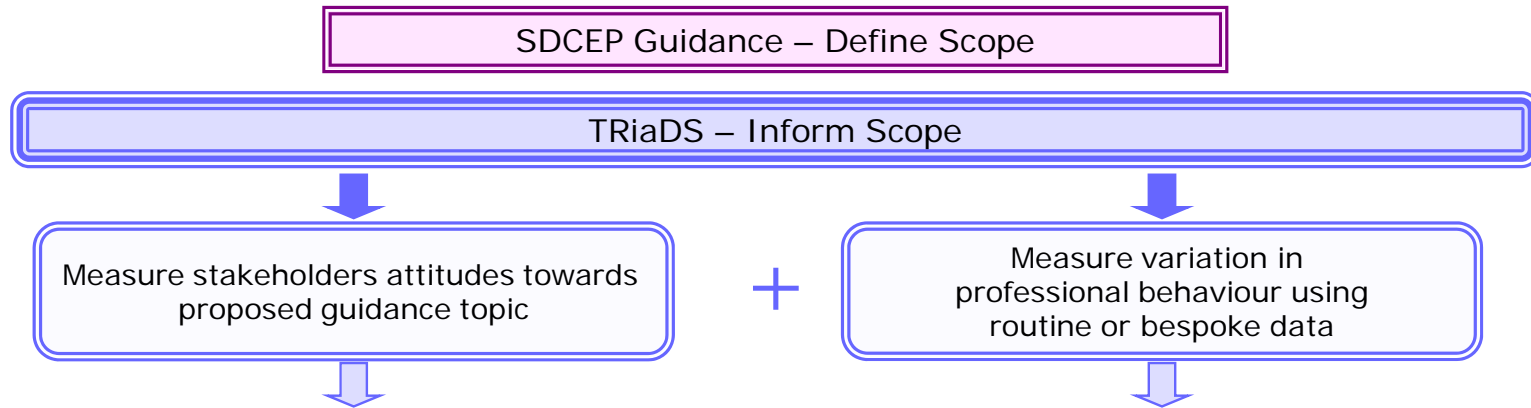 SDCEP Guidance – Define Scope
TRiaDS – Inform Scope
Measure stakeholders attitudes towards
proposed guidance topic
+
Measure variation in
professional behaviour using
routine or bespoke data